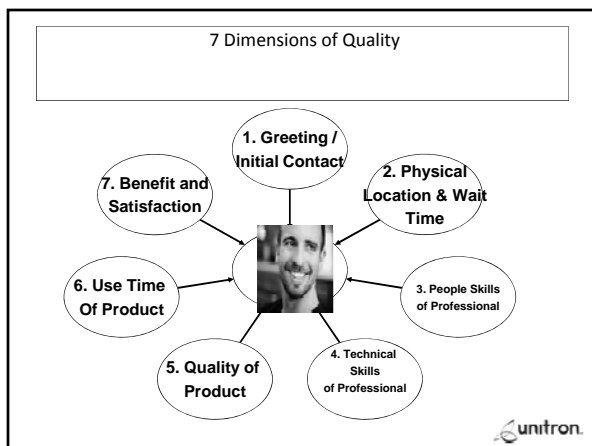 7 Dimensions of Quality
1. Greeting /
Initial Contact
2. Physical
Location & Wait
Time
3. People Skills
of Professional
4. Technical
Skills
of Professional
5. Quality of
Product
6. Use Time
Of Product
7. Benefit and
Satisfaction
unitron.